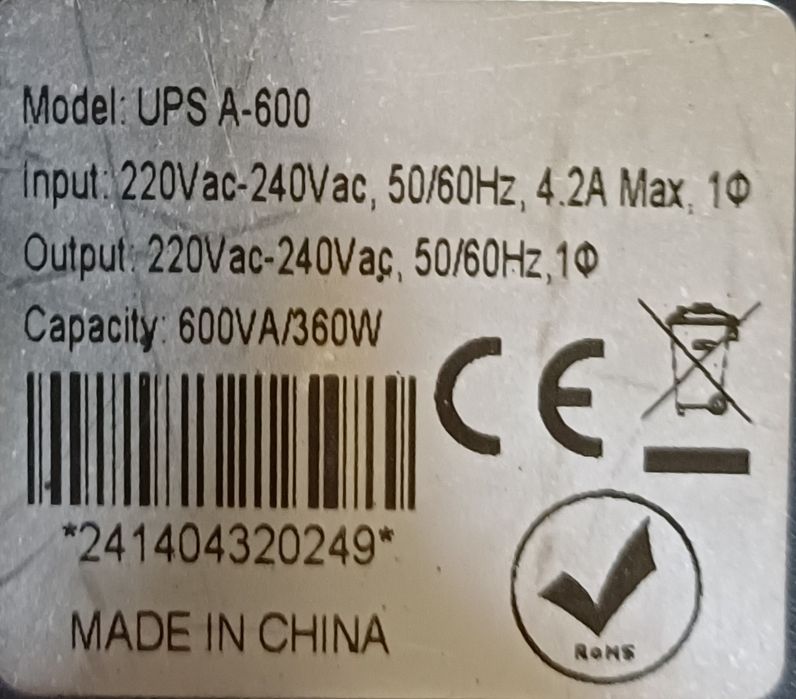 Model: UPS A-600
Input: 220Vac-240Vac, 50/60Hz, 4.2A Max, 1Φ
Output: 220Vac-240Vac, 50/60Hz,1Φ
Capacity: 600VA/360W
CE
*241404320249*
RoHS
MADE IN CHINA